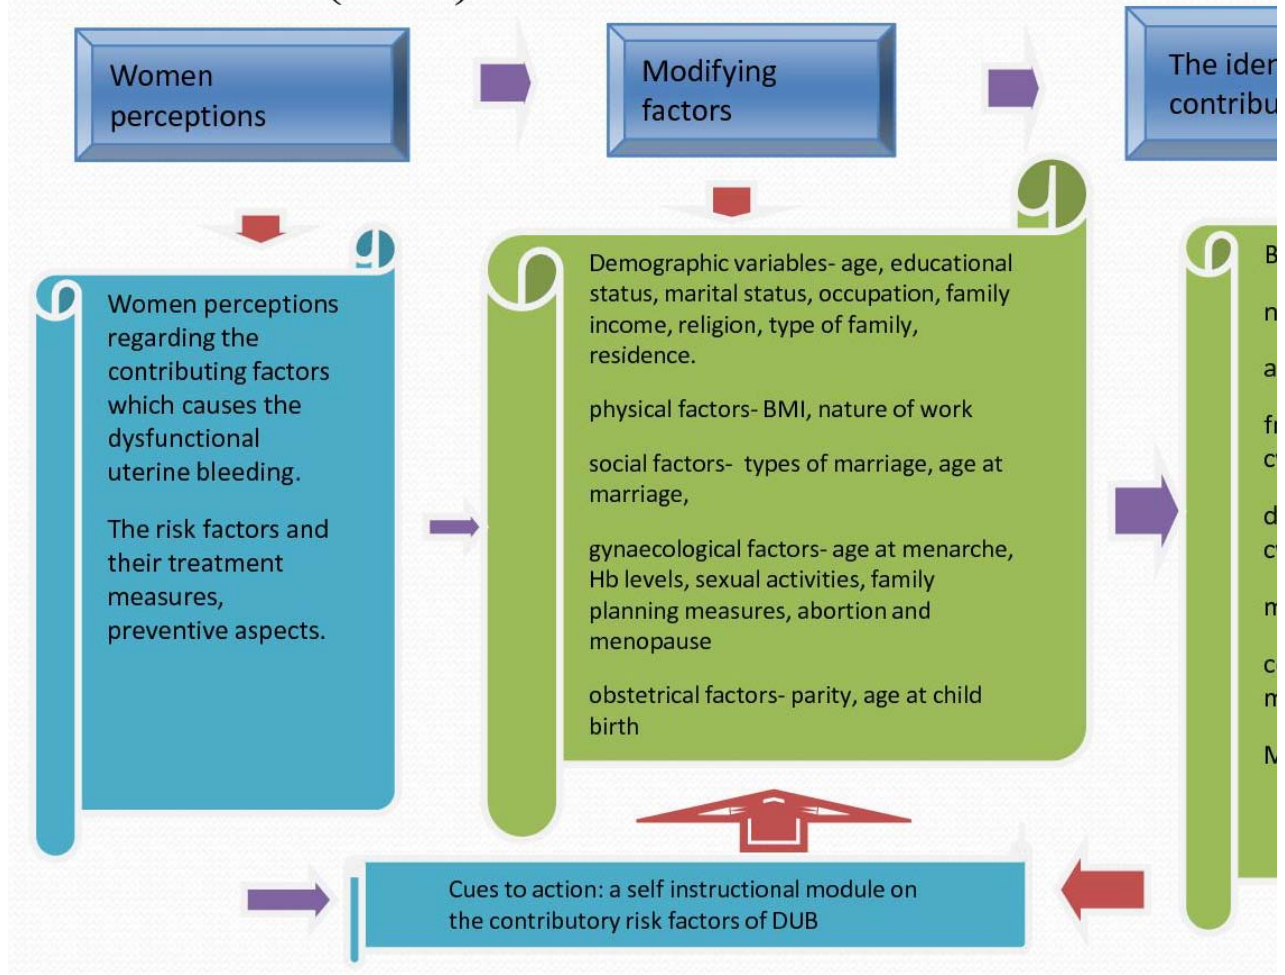 Women
perceptions
Modifying
factors
The
Women perceptions
regarding the
contributing factors
which causes the
dysfunctional
uterine bleeding.
The risk factors and
their treatment
measures,
preventive aspects.
Demographic variables- age, educational
status, marital status, occupation, family
income, religion, type of family,
residence.
physical factors- BMI, nature of work
social factors-  types of marriage, age at
marriage,
gynaecological factors- age at menarche,
Hb levels, sexual activities, family
planning measures, abortion and
menopause
obstetrical factors- parity, age at child
birth
Cues to action: a self instructional module on
the contributory risk factors of DUB